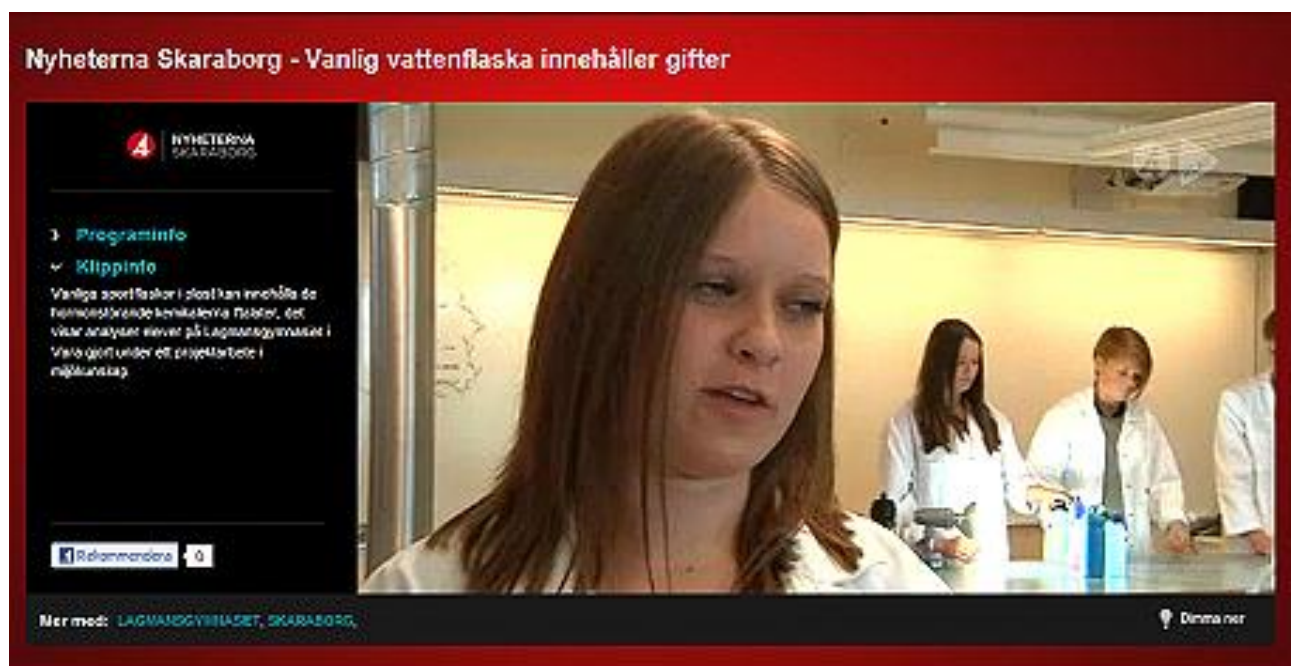 Nyheterna Skaraborg - Vanlig vattenflaska innehåller gifter
4 NYHETERNA
SKARABORG
Programinfo
Klippinfo
Vanliga sportflaskor i plast kan innehålla de
hormonstörande kemikalierna ftalater, det
visar analyser elever på Lagmansgymnasiet i
Vara gjort under ett projektarbete i
miljökunskap
Rekommendera 0
Mer med: LAGMANSGYMNASIET, SKARABORG,
Dimma ner